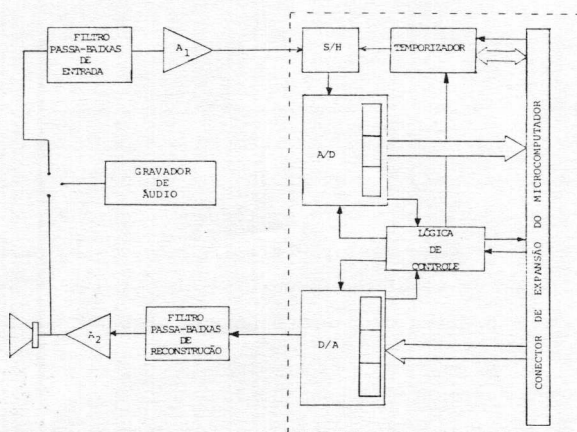 FILTRO
PASSA-BAIXAS
DE
ENTRADA
A1
S/H
TEMPORIZADOR
A/D
GRAVADOR
DE
ÁUDIO
LÓGICA
DE
CONTROLE
A2
FILTRO
PASSA-BAIXAS
DE
RECONSTRUÇÃO
D/A
CONECTOR DE EXPANSÃO DO MICROCOMPUTADOR